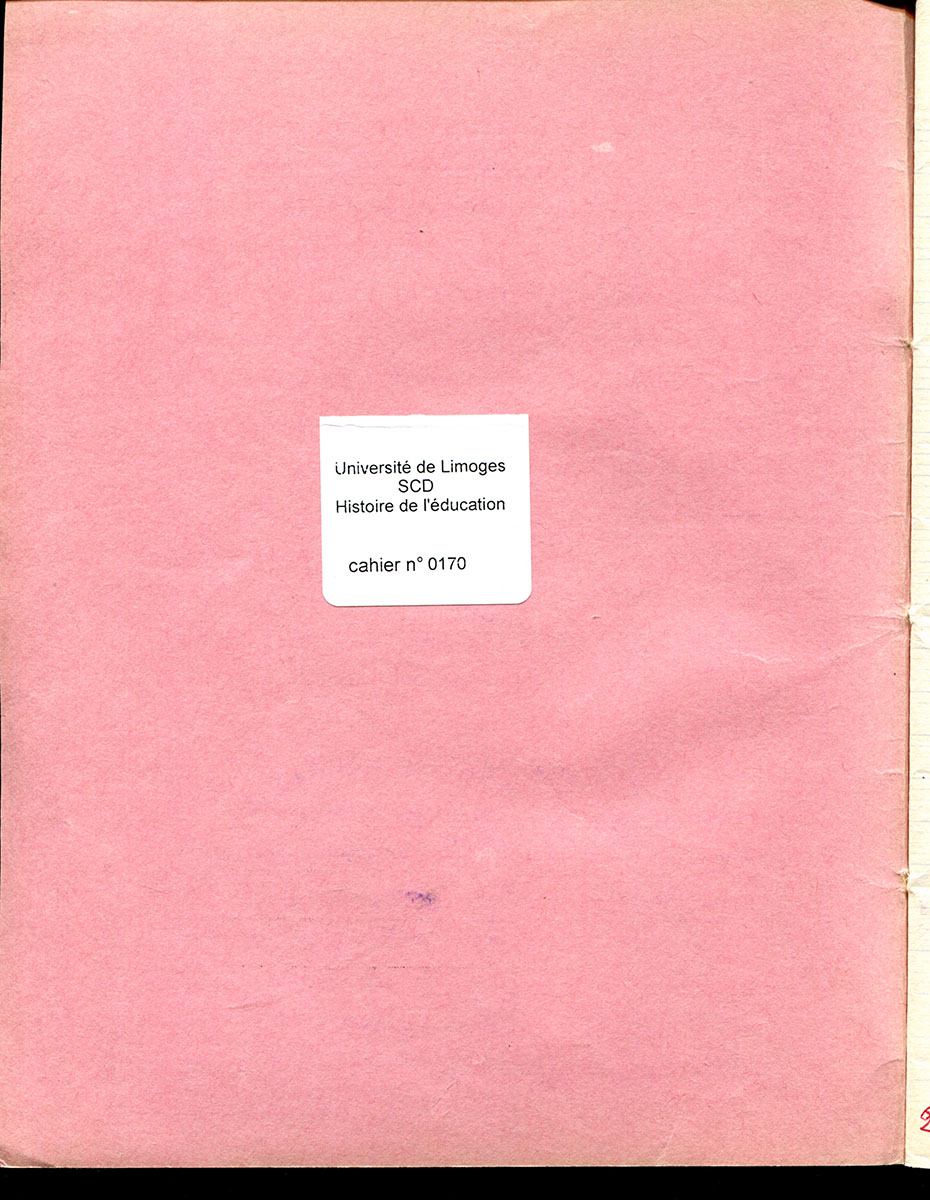 Université de Limoges
SCD
Histoire de l'éducation
cahier n° 0170